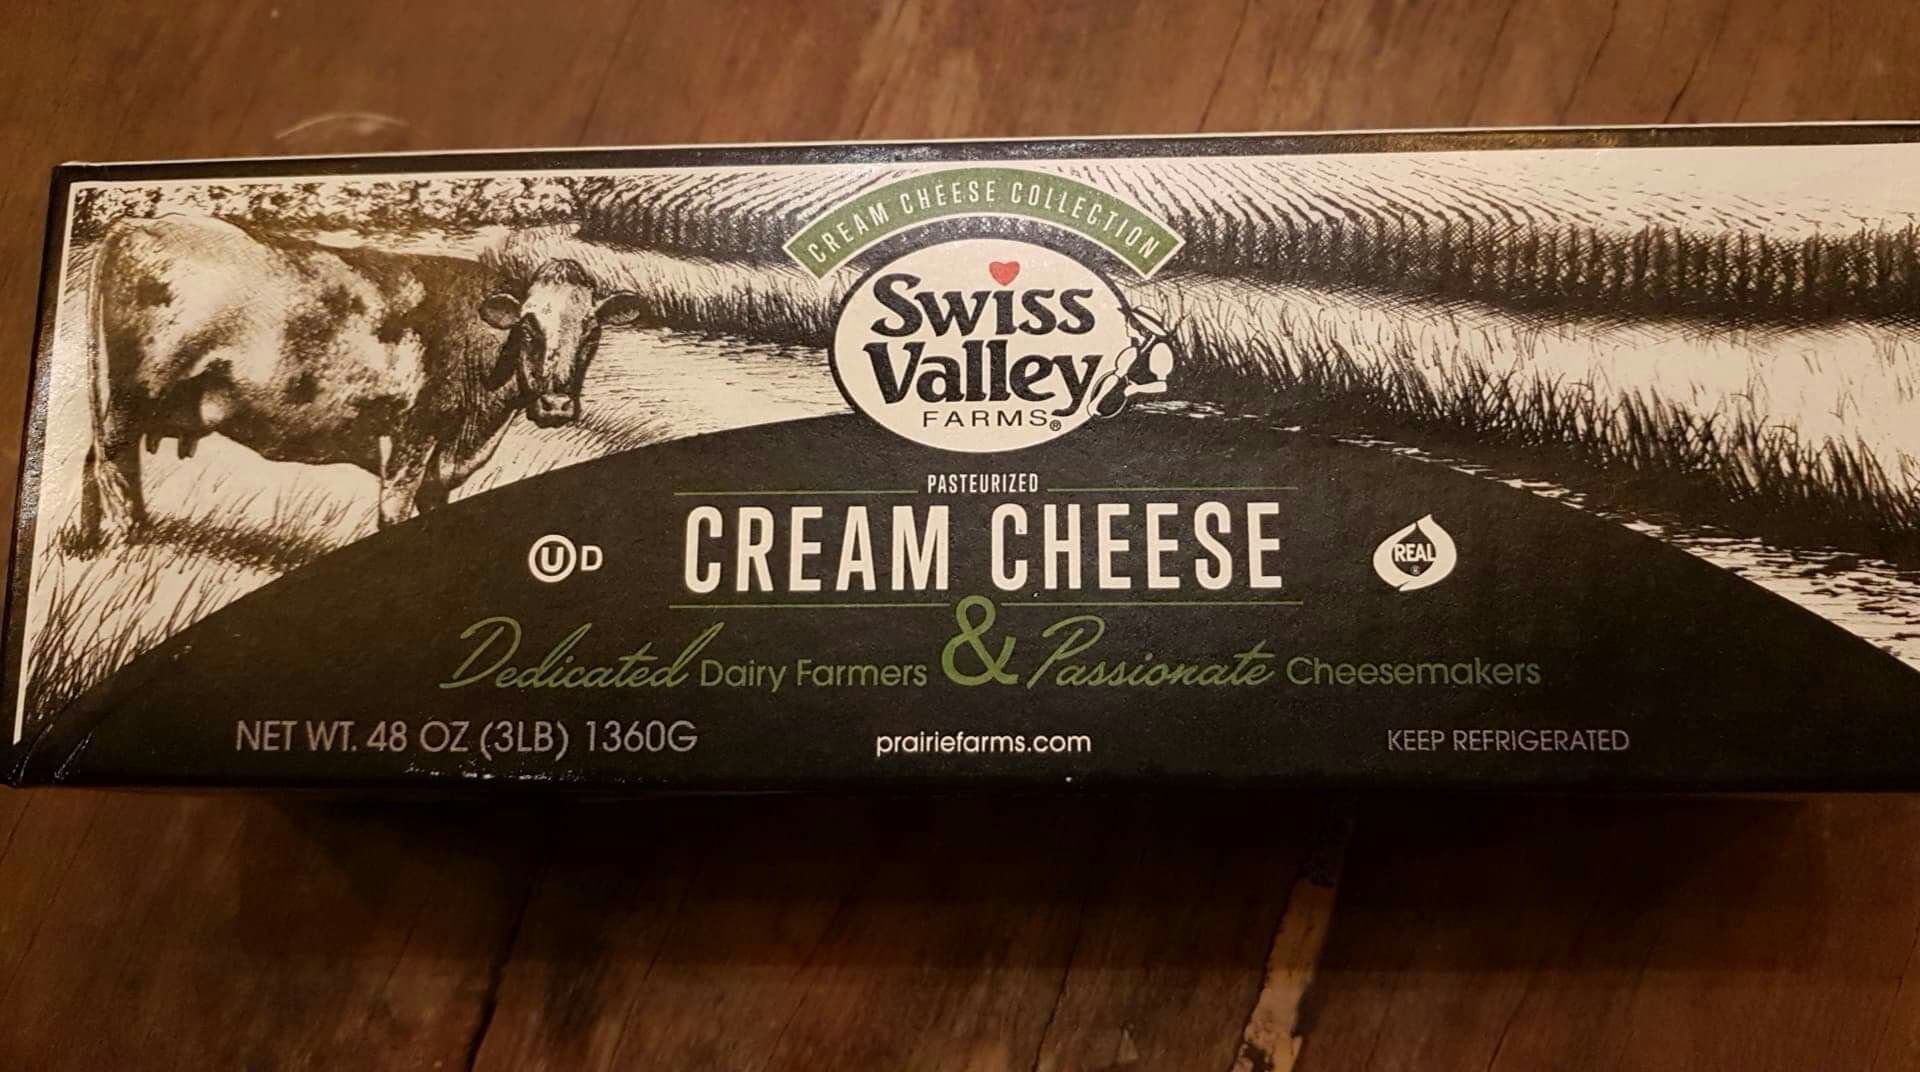 CREAM CHEESE COLLECTION
Swiss
Valley
FARMS®
PASTEURIZED
CREAM CHEESE
U D
REAL
®
Dedicated Dairy Farmers & Passionate Cheesemakers
NET WT. 48 OZ (3LB) 1360G
prairiefarms.com
KEEP REFRIGERATED